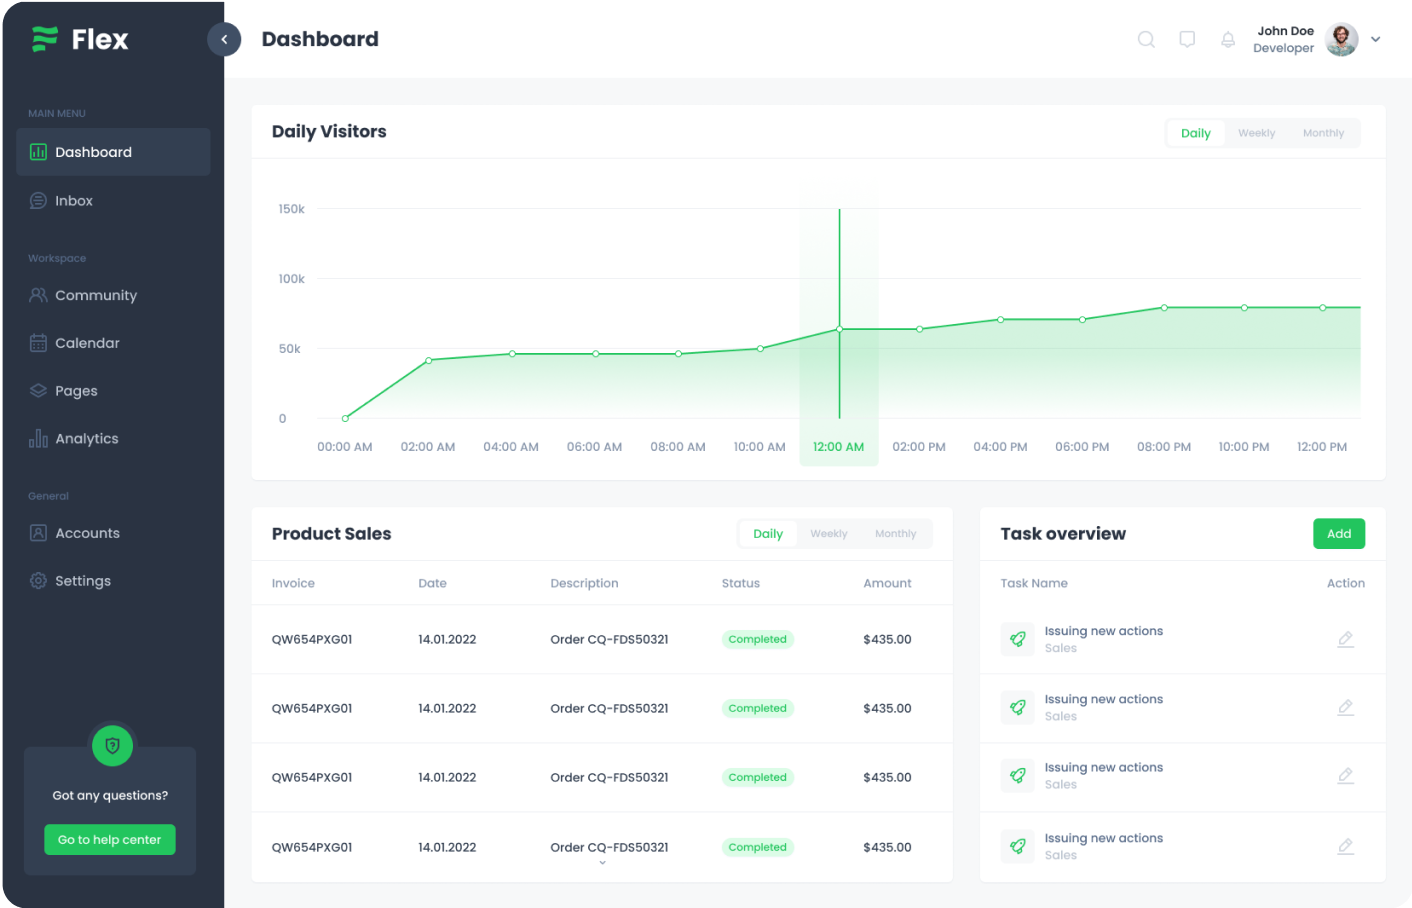 Flex
Dashboard
John Doe
Developer
MAIN MENU
Dashboard
Inbox
Workspace
Community
Calendar
Pages
Analytics
General
Accounts
Settings
Got any questions?
Go to help center
Daily Visitors
Daily Weekly Monthly
150k
100k
50k
0
00:00 AM 02:00 AM 04:00 AM 06:00 AM 08:00 AM 10:00 AM 12:00 AM 02:00 PM 04:00 PM 06:00 PM 08:00 PM 10:00 PM 12:00 PM
Product Sales
Daily Weekly Monthly
Invoice Date Description Status Amount
QW654PXG01 14.01.2022 Order CQ-FDS50321 Completed $435.00
QW654PXG01 14.01.2022 Order CQ-FDS50321 Completed $435.00
QW654PXG01 14.01.2022 Order CQ-FDS50321 Completed $435.00
QW654PXG01 14.01.2022 Order CQ-FDS50321 Completed $435.00
Task overview
Add
Task Name Action
Issuing new actions
Sales
Issuing new actions
Sales
Issuing new actions
Sales
Issuing new actions
Sales